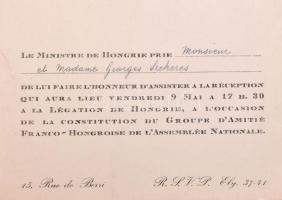 LE MINISTRE DE HONGRIE PRIE Monsieur
et Madame Georges Sekeres
DE LUI FAIRE L'HONNEUR D'ASSISTER A LA RÉCEPTION
QUI AURA LIEU VENDREDI 9 MAI A 17 H. 30
A LA LÉGATION DE HONGRIE, A L'OCCASION
DE LA CONSTITUTION DU GROUPE D'AMITIÉ
FRANCO-HONGROISE DE L'ASSEMBLÉE NATIONALE.
15, Rue de Berri R. S. V. P. Ely. 37-41